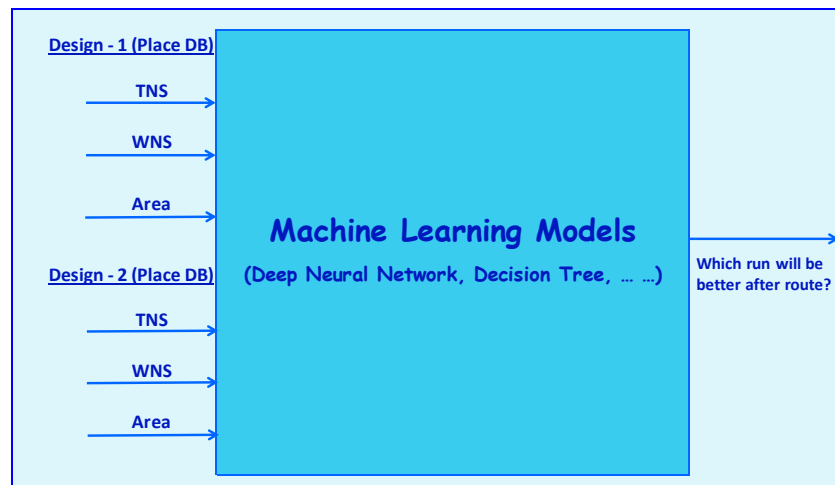 Design - 1 (Place DB)
TNS
WNS
Area
Design - 2 (Place DB)
TNS
WNS
Area
Machine Learning Models
(Deep Neural Network, Decision Tree, ... ...)
Which run will be
better after route?